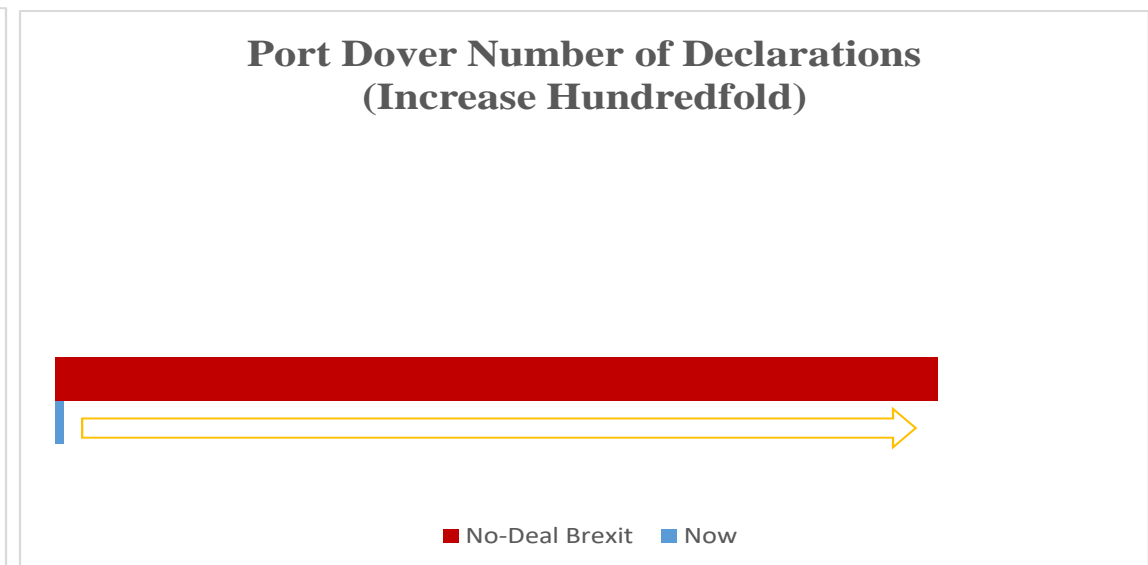 Port Dover Number of Declarations
(Increase Hundredfold)
No-Deal Brexit Now